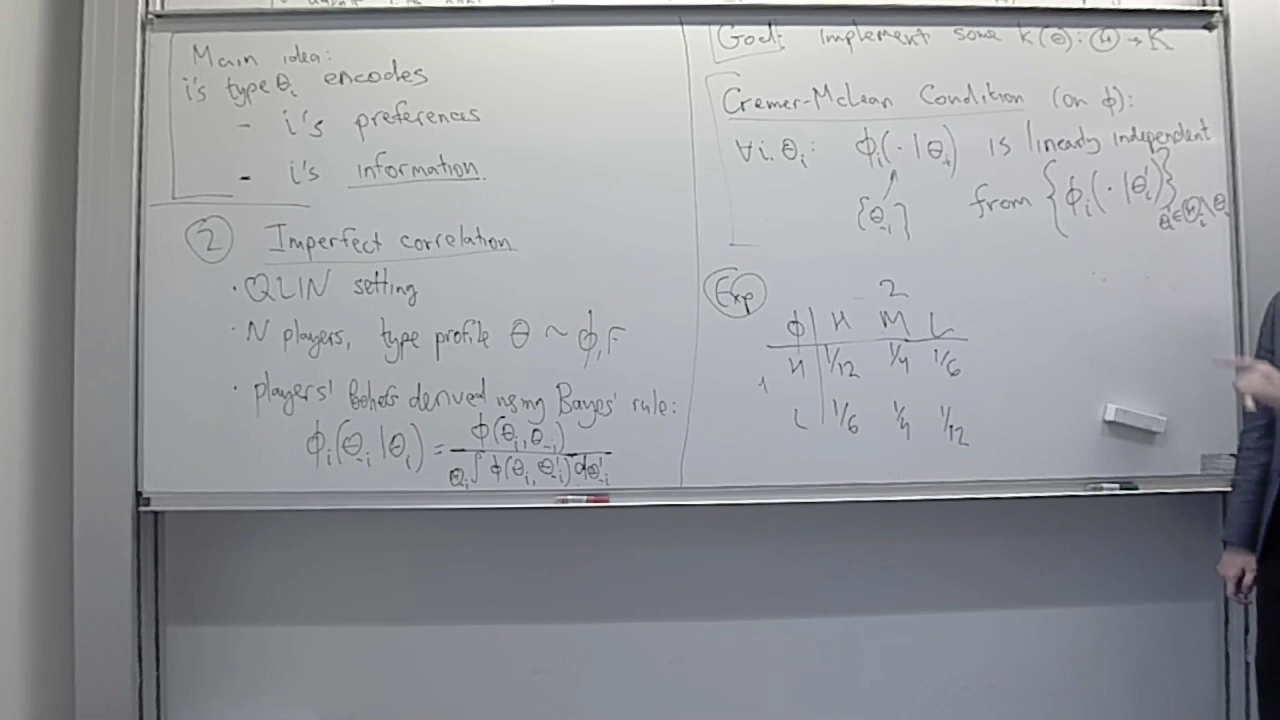 Main idea:
i's type θᵢ encodes
- i's preferences
- i's information.
② Imperfect correlation
· QLIN setting
· N players, type profile θ ~ ϕ, F
· players' beliefs derived using Bayes' rule:
ϕᵢ(θ₋ᵢ|θᵢ) = ϕ(θᵢ, θ₋ᵢ) / ∫ ϕ(θᵢ, θ'₋ᵢ) dθ'₋ᵢ
Goal: implement some k(θ): Θ → K
Cremer-McLean Condition (on ϕ):
∀i, θᵢ: ϕᵢ(·|θᵢ) is linearly independent
{θ₋ᵢ} from {ϕᵢ(·|θ'ᵢ)} θ'ᵢ∈Θᵢ\θᵢ
Exp
2
ϕ H M L
H 1/12 1/4 1/6
1
L 1/6 1/4 1/12